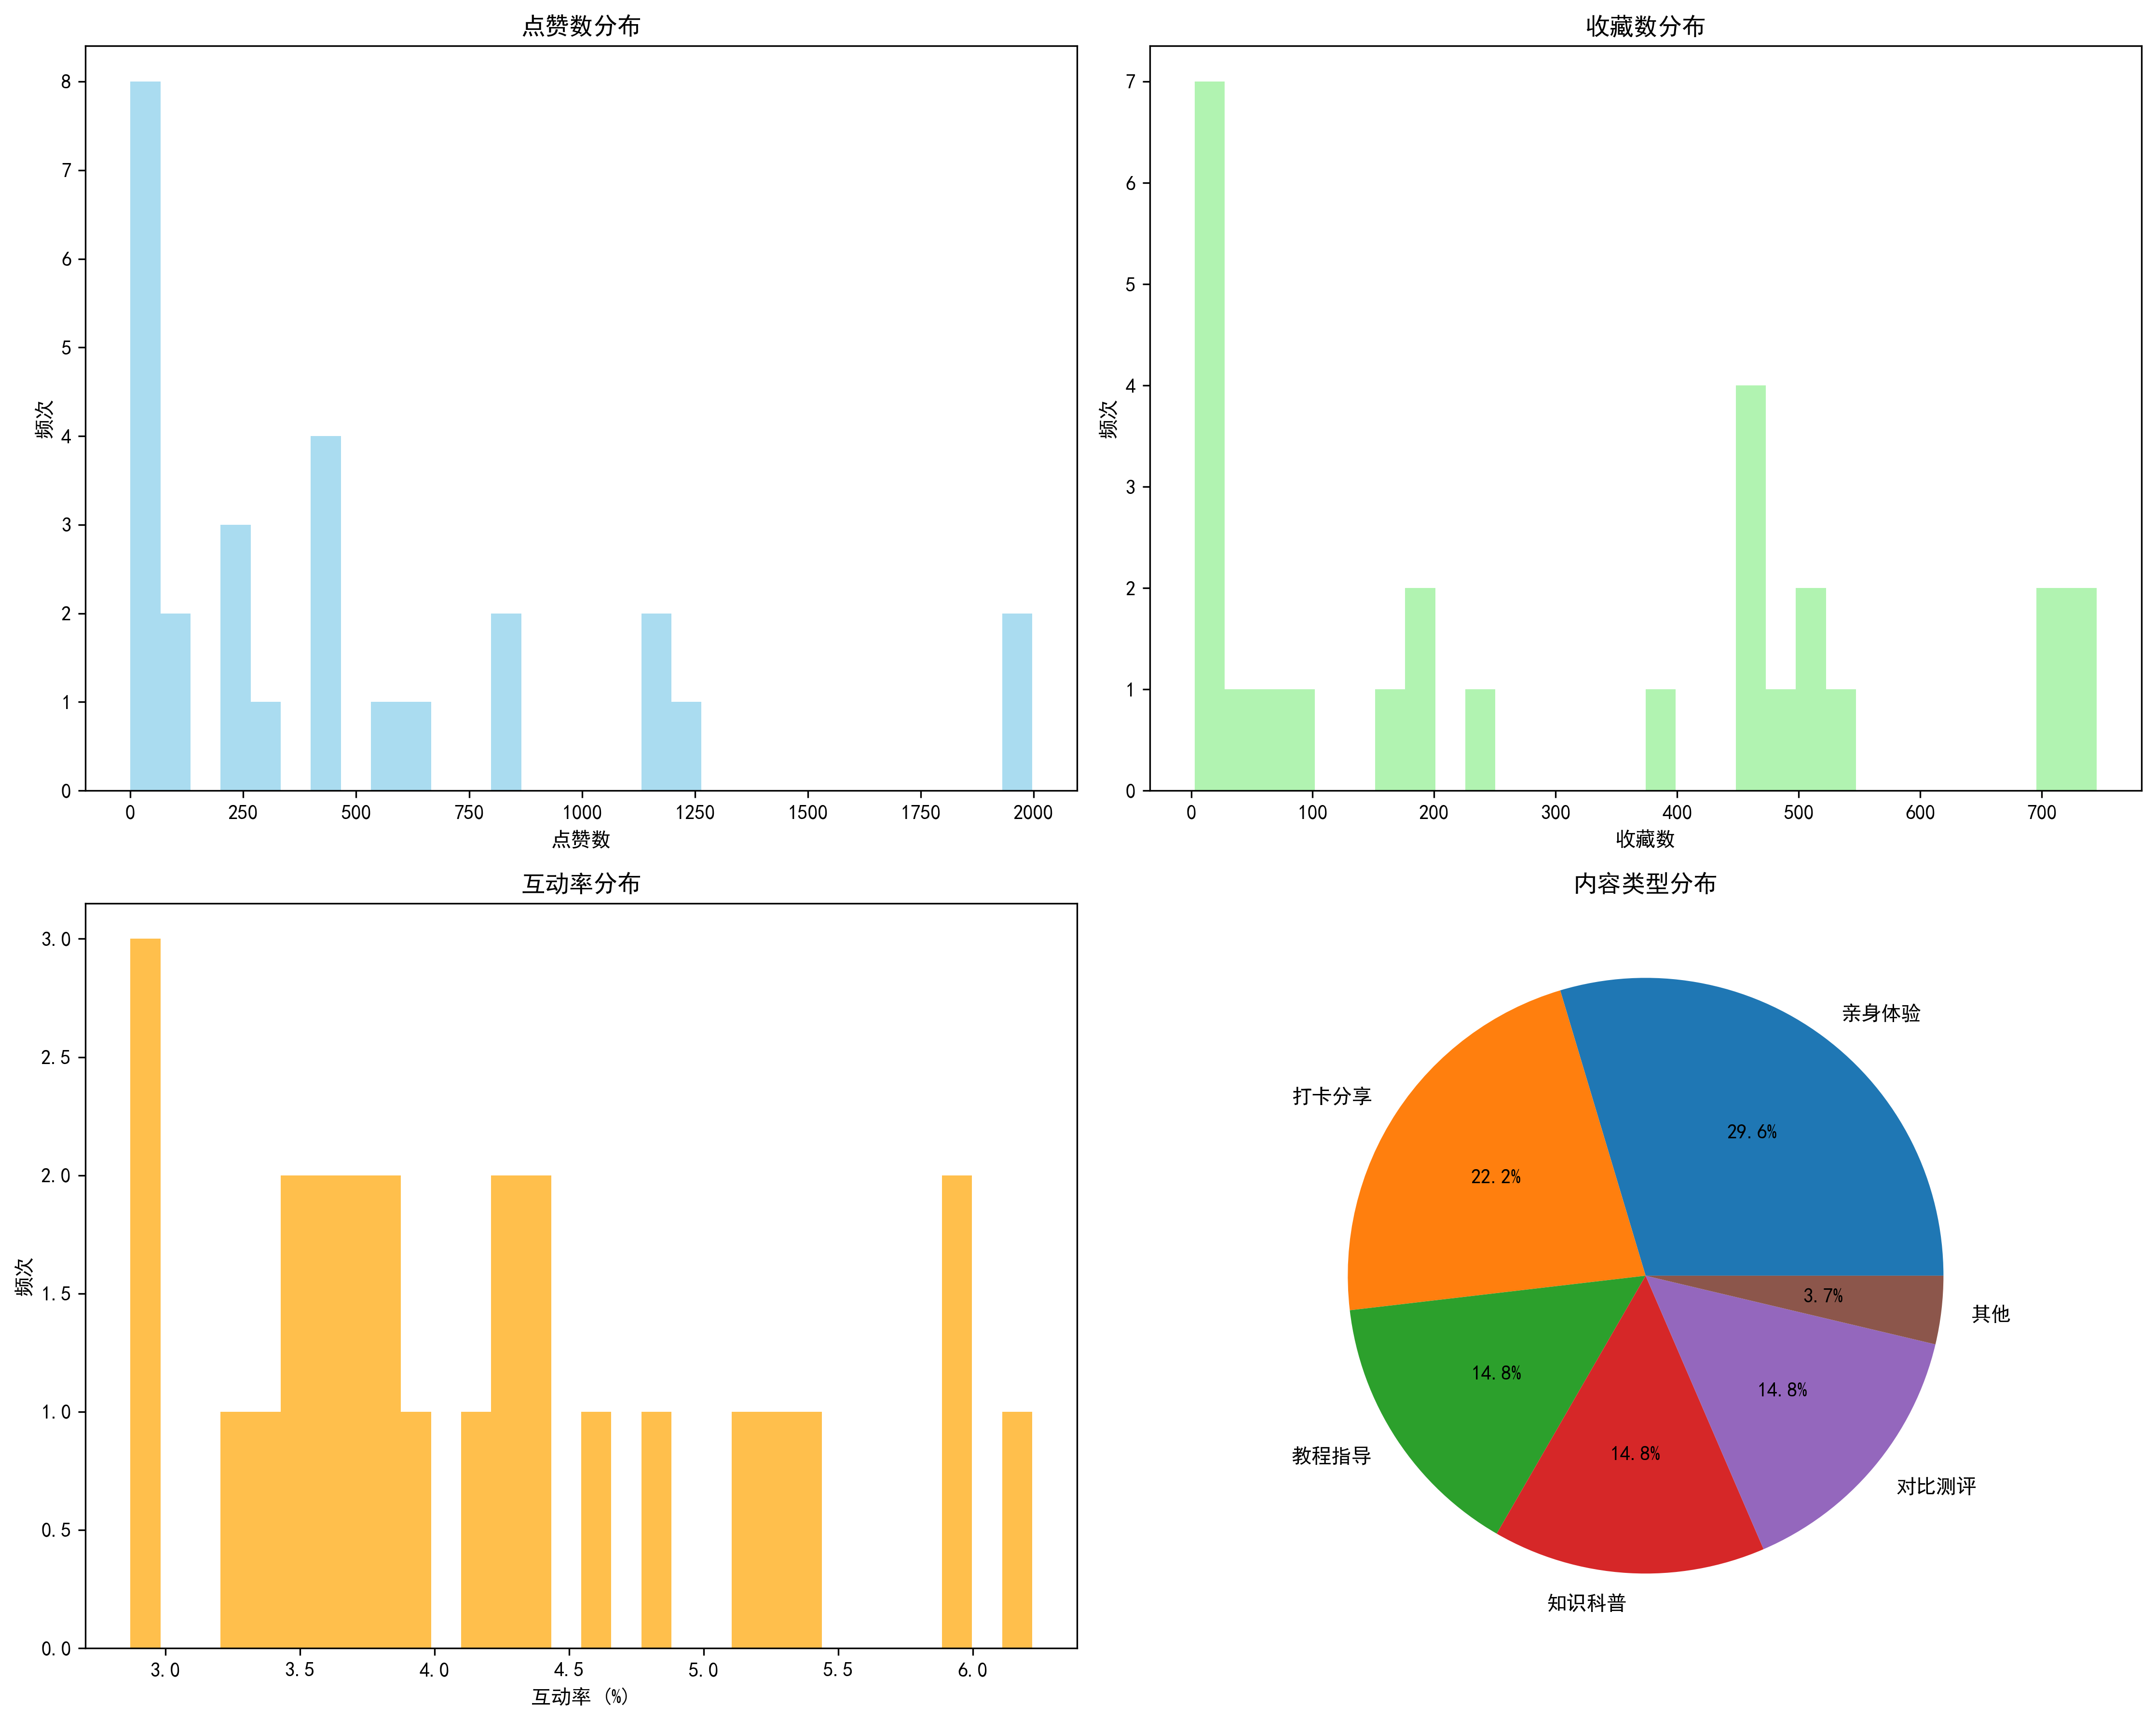 点赞数分布
频次
8
7
6
5
4
3
2
1
0
0 250 500 750 1000 1250 1500 1750 2000
点赞数
收藏数分布
频次
7
6
5
4
3
2
1
0
0 100 200 300 400 500 600 700
收藏数
互动率分布
频次
3.0
2.5
2.0
1.5
1.0
0.5
0.0
3.0 3.5 4.0 4.5 5.0 5.5 6.0
互动率 (%)
内容类型分布
亲身体验
29.6%
打卡分享
22.2%
教程指导
14.8%
知识科普
14.8%
对比测评
14.8%
其他
3.7%